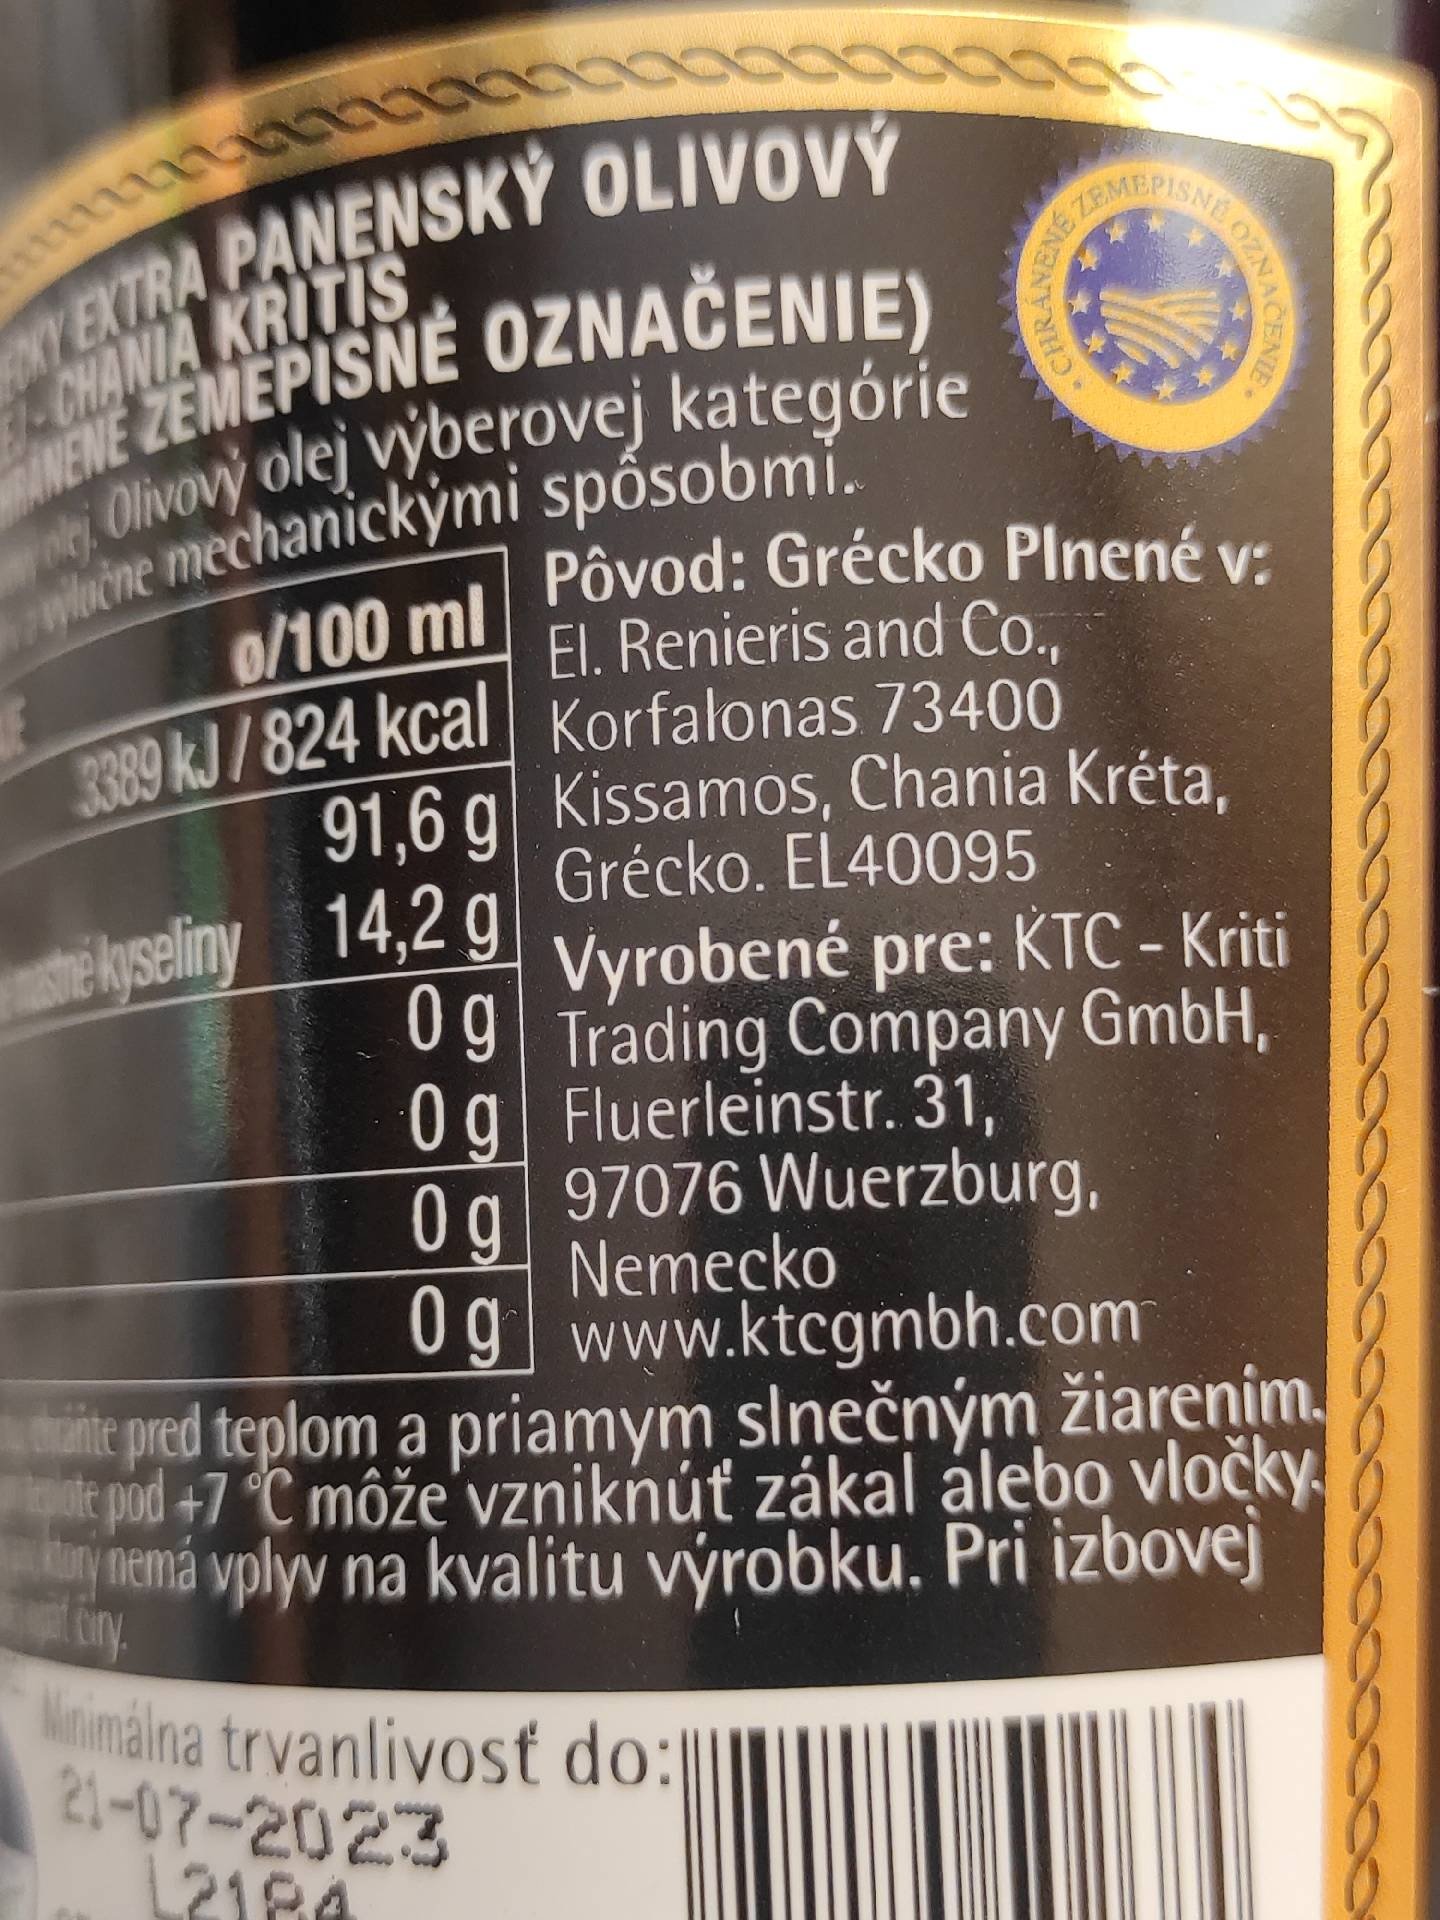 EXTRA PANENSKÝ OLIVOVÝ
- CHANIA KRITIS
ZEMEPISNÉ OZNAČENIE)
CHRÁNENÉ ZEMEPISNÉ OZNAČENIE
olej. Olivový olej výberovej kategórie
mechanickými spôsobmi.
ø/100 ml
3389 kJ / 824 kcal
91,6 g
kyseliny 14,2 g
0 g
0 g
0 g
0 g
Pôvod: Grécko Plnené v:
El. Renieris and Co.,
Korfalonas 73400
Kissamos, Chania Kréta,
Grécko. EL40095
Vyrobené pre: KTC - Kriti
Trading Company GmbH,
Fluerleinstr. 31,
97076 Wuerzburg,
Nemecko
www.ktcgmbh.com
pred teplom a priamym slnečným žiarením.
pod +7 °C môže vzniknúť zákal alebo vločky.
nemá vplyv na kvalitu výrobku. Pri izbovej
číry.
Minimálna trvanlivosť do:
21-07-2023